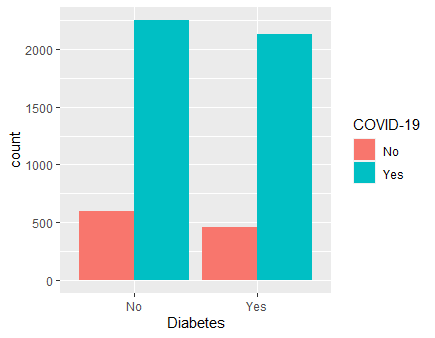 2000
1500
1000
500
0
count
No
Yes
Diabetes
COVID-19
No
Yes